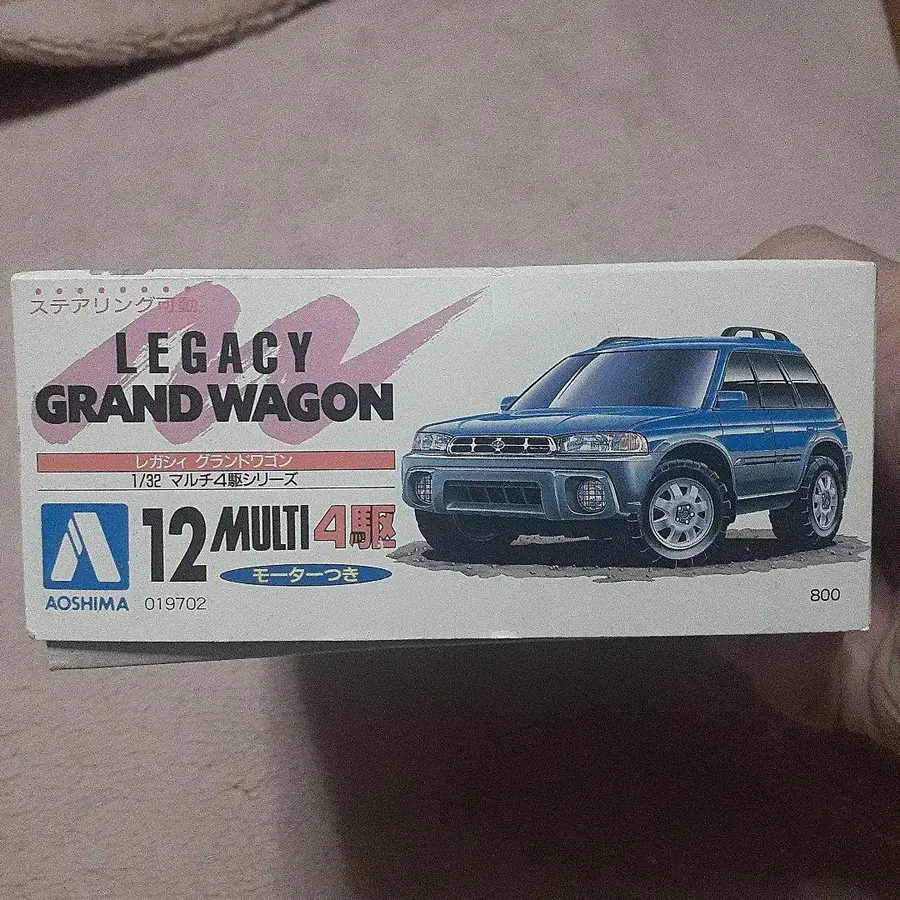 ステアリング可動
LEGACY
GRAND WAGON
レガシィ グランドワゴン
1/32 マルチ4駆シリーズ
12 MULTI 4駆
モーターつき
AOSHIMA 019702
800